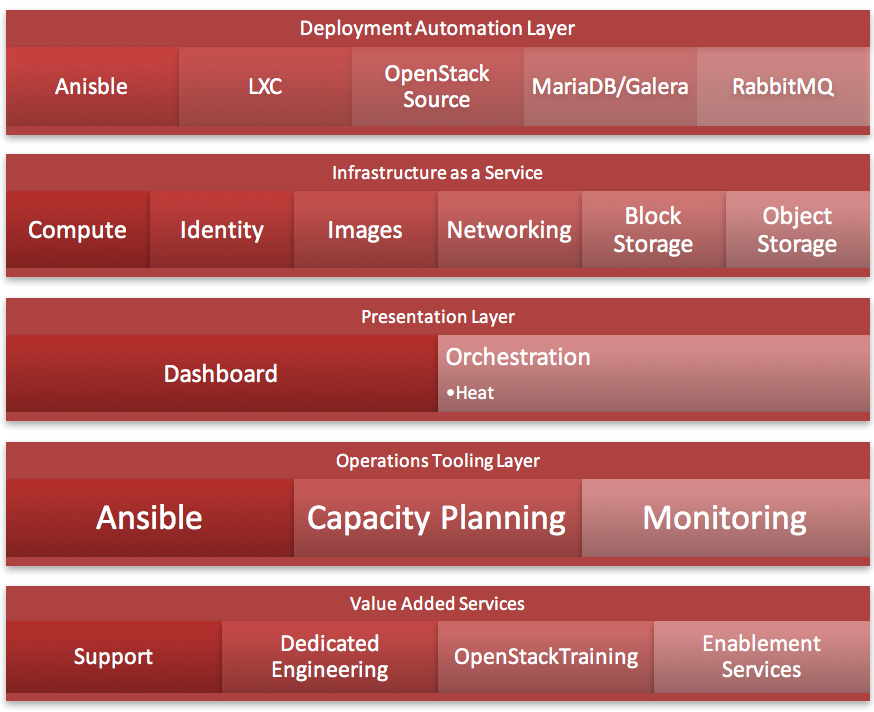 Deployment Automation Layer
Anisble
LXC
OpenStack
Source
MariaDB/Galera
RabbitMQ
Infrastructure as a Service
Compute
Identity
Images
Networking
Block
Storage
Object
Storage
Presentation Layer
Dashboard
Orchestration
•Heat
Operations Tooling Layer
Ansible
Capacity Planning
Monitoring
Value Added Services
Support
Dedicated
Engineering
OpenStackTraining
Enablement
Services